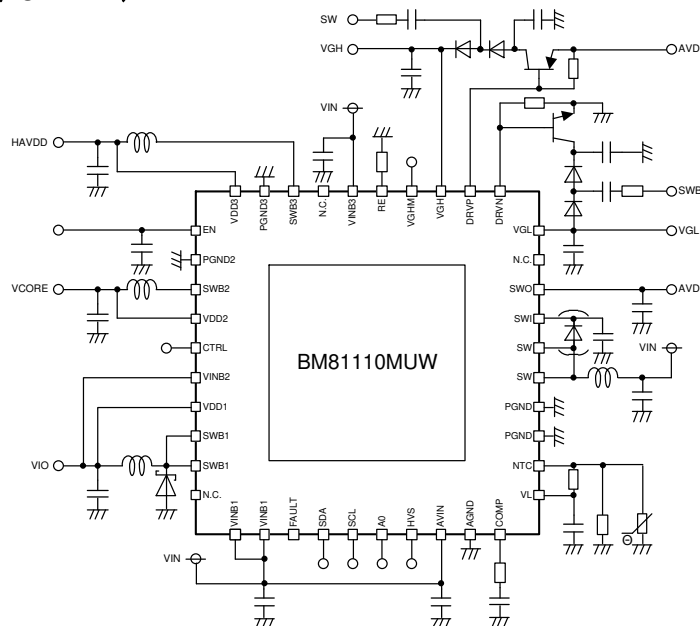 SW
VGH
AVD
VIN
HAVDD
SWB
VDD3
PGND3
SWB3
N.C.
VINB3
RE
VGHM
VGH
DRVP
DRVN
EN
PGND2
VCORE
SWB2
VDD2
CTRL
VINB2
VDD1
SWB1
VIO
SWB1
N.C.
BM81110MUW
VGL
VGL
N.C.
SWO
AVD
SWI
SW
VIN
SW
PGND
PGND
NTC
VL
Θ
VINB1
VINB1
FAULT
SDA
SCL
A0
HVS
AVIN
AGND
COMP
VIN